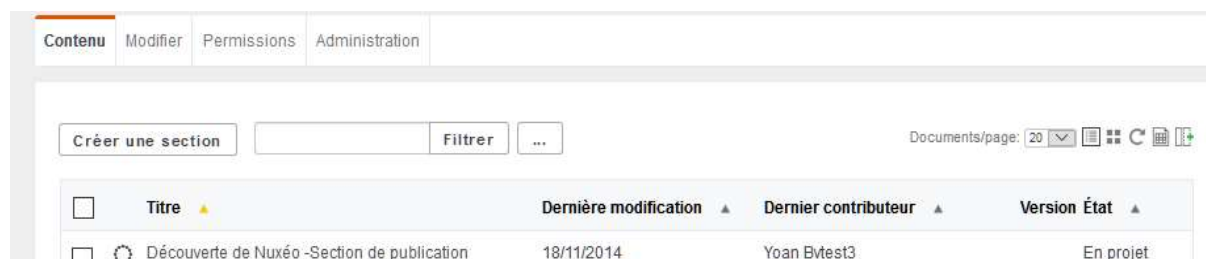 Contenu Modifier Permissions Administration
Créer une section Filtrer ... Documents/page: 20
Titre Dernière modification Dernier contributeur Version État
Découverte de Nuxéo -Section de publication 18/11/2014 Yoan Bytest3 En projet